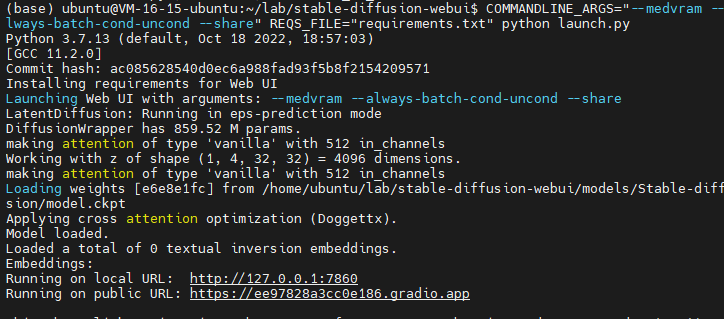 (base) ubuntu@VM-16-15-ubuntu:~/lab/stable-diffusion-webui$ COMMANDLINE_ARGS="--medvram --a
lways-batch-cond-uncond --share" REQS_FILE="requirements.txt" python launch.py
Python 3.7.13 (default, Oct 18 2022, 18:57:03)
[GCC 11.2.0]
Commit hash: ac085628540d0ec6a988fad93f5b8f2154209571
Installing requirements for Web UI
Launching Web UI with arguments: --medvram --always-batch-cond-uncond --share
LatentDiffusion: Running in eps-prediction mode
DiffusionWrapper has 859.52 M params.
making attention of type 'vanilla' with 512 in_channels
Working with z of shape (1, 4, 32, 32) = 4096 dimensions.
making attention of type 'vanilla' with 512 in_channels
Loading weights [e6e8e1fc] from /home/ubuntu/lab/stable-diffusion-webui/models/Stable-diff
sion/model.ckpt
Applying cross attention optimization (Doggettx).
Model loaded.
Loaded a total of 0 textual inversion embeddings.
Embeddings:
Running on local URL: http://127.0.0.1:7860
Running on public URL: https://ee97828a3cc0e186.gradio.app